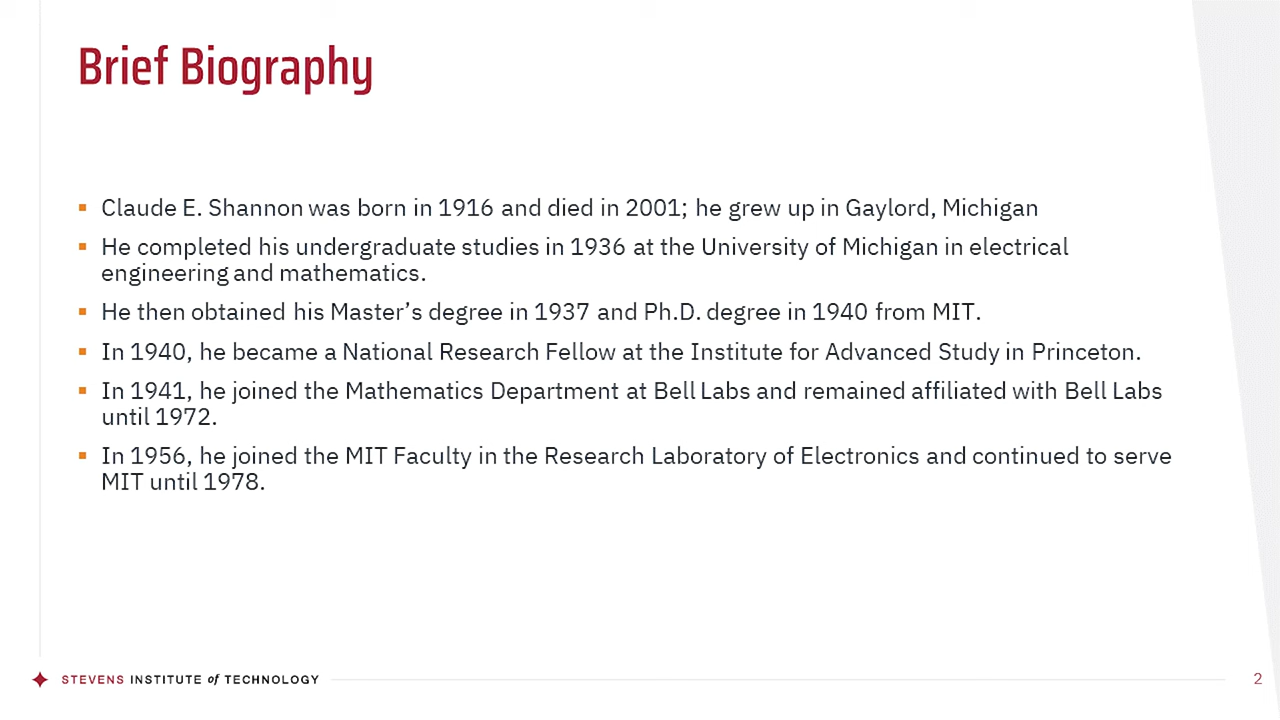 Brief Biography
▪ Claude E. Shannon was born in 1916 and died in 2001; he grew up in Gaylord, Michigan
▪ He completed his undergraduate studies in 1936 at the University of Michigan in electrical
engineering and mathematics.
▪ He then obtained his Master’s degree in 1937 and Ph.D. degree in 1940 from MIT.
▪ In 1940, he became a National Research Fellow at the Institute for Advanced Study in Princeton.
▪ In 1941, he joined the Mathematics Department at Bell Labs and remained affiliated with Bell Labs
until 1972.
▪ In 1956, he joined the MIT Faculty in the Research Laboratory of Electronics and continued to serve
MIT until 1978.
STEVENS INSTITUTE of TECHNOLOGY
2